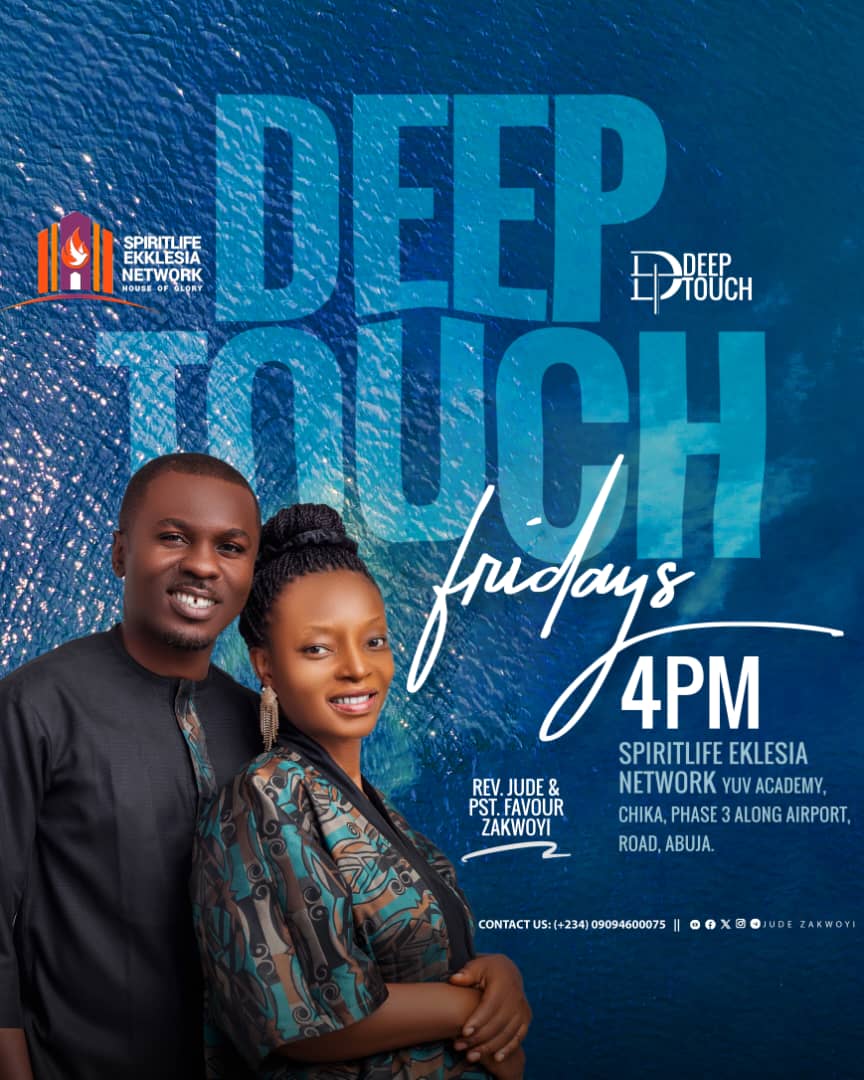 DEEP
TOUCH
SPIRITLIFE
EKKLESIA
NETWORK
HOUSE OF GLORY
DEEP
TOUCH
fridays
4PM
SPIRITLIFE EKLESIA
NETWORK YUV ACADEMY,
CHIKA, PHASE 3 ALONG AIRPORT,
ROAD, ABUJA.
REV. JUDE &
PST. FAVOUR
ZAKWOYI
CONTACT US: (+234) 09094600075 || JUDE ZAKWOYI